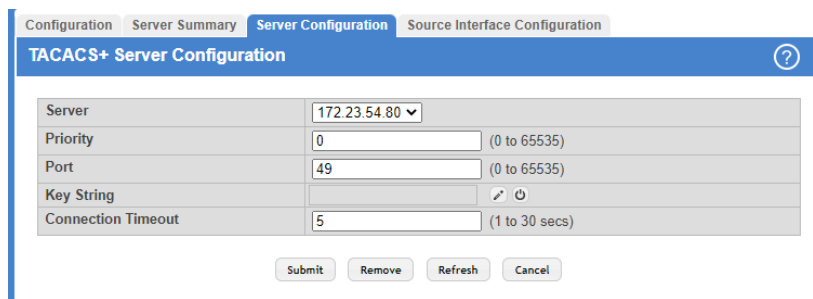 Configuration Server Summary Server Configuration Source Interface Configuration
TACACS+ Server Configuration ?
Server 172.23.54.80
Priority 0 (0 to 65535)
Port 49 (0 to 65535)
Key String
Connection Timeout 5 (1 to 30 secs)
Submit Remove Refresh Cancel